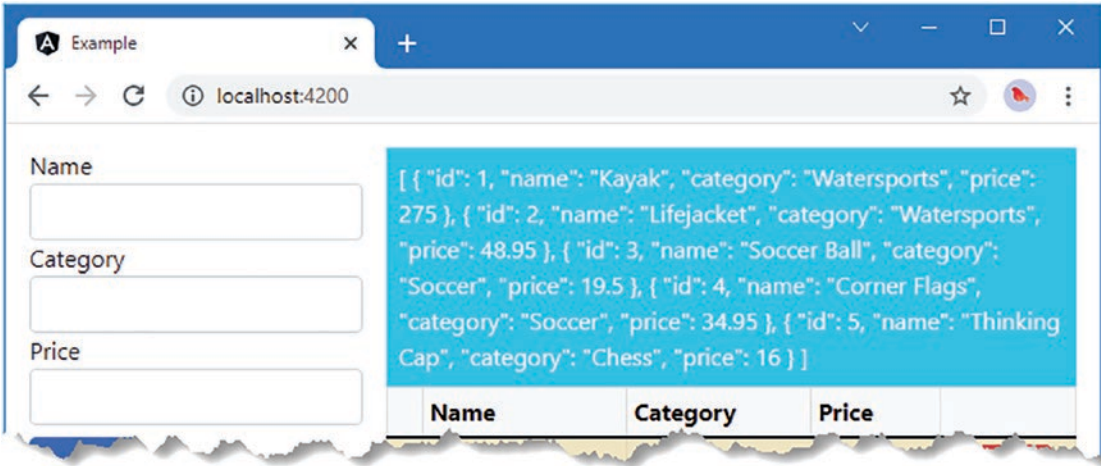 Example
localhost:4200
Name
Category
Price
[ { "id": 1, "name": "Kayak", "category": "Watersports", "price":
275 }, { "id": 2, "name": "Lifejacket", "category": "Watersports",
"price": 48.95 }, { "id": 3, "name": "Soccer Ball", "category":
"Soccer", "price": 19.5 }, { "id": 4, "name": "Corner Flags",
"category": "Soccer", "price": 34.95 }, { "id": 5, "name": "Thinking
Cap", "category": "Chess", "price": 16 } ]
Name Category Price